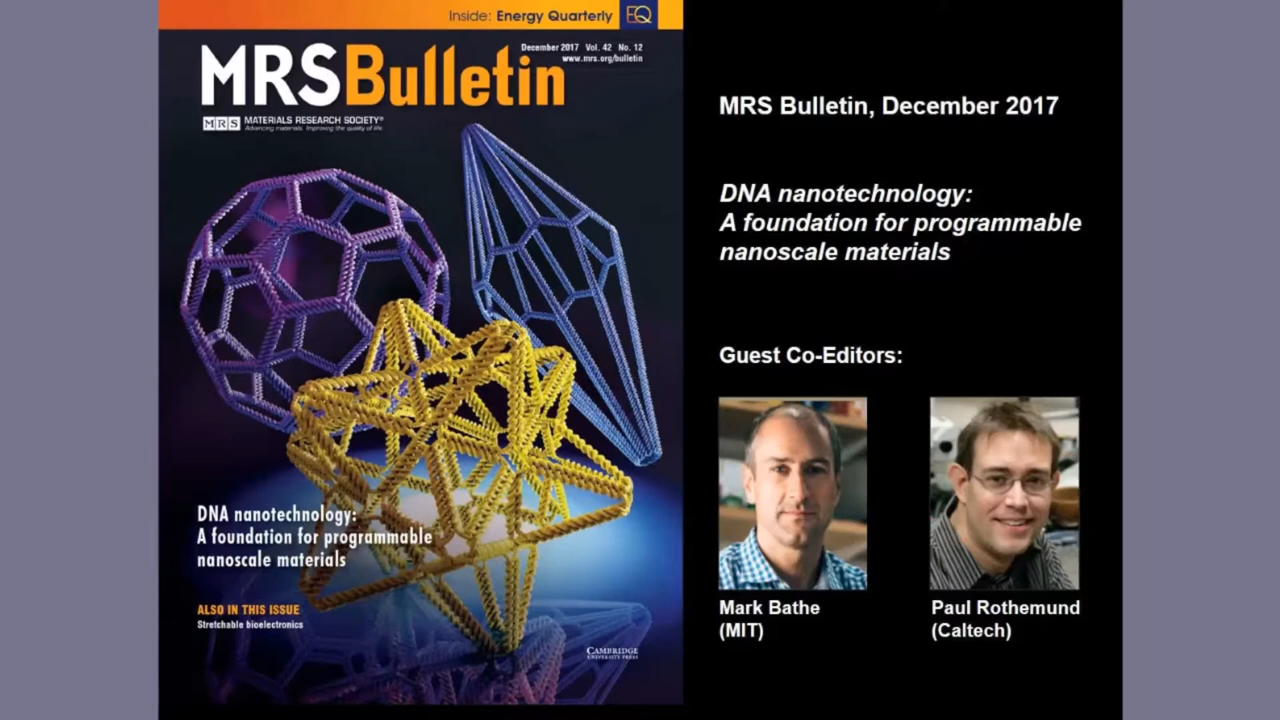 Inside: Energy Quarterly EQ
December 2017 Vol. 42 No. 12
www.mrs.org/bulletin
MRS Bulletin
MRS MATERIALS RESEARCH SOCIETY®
Advancing materials. Improving the quality of life.
DNA nanotechnology:
A foundation for programmable
nanoscale materials
ALSO IN THIS ISSUE
Stretchable bioelectronics
CAMBRIDGE
UNIVERSITY PRESS
MRS Bulletin, December 2017
DNA nanotechnology:
A foundation for programmable
nanoscale materials
Guest Co-Editors:
Mark Bathe
(MIT)
Paul Rothemund
(Caltech)